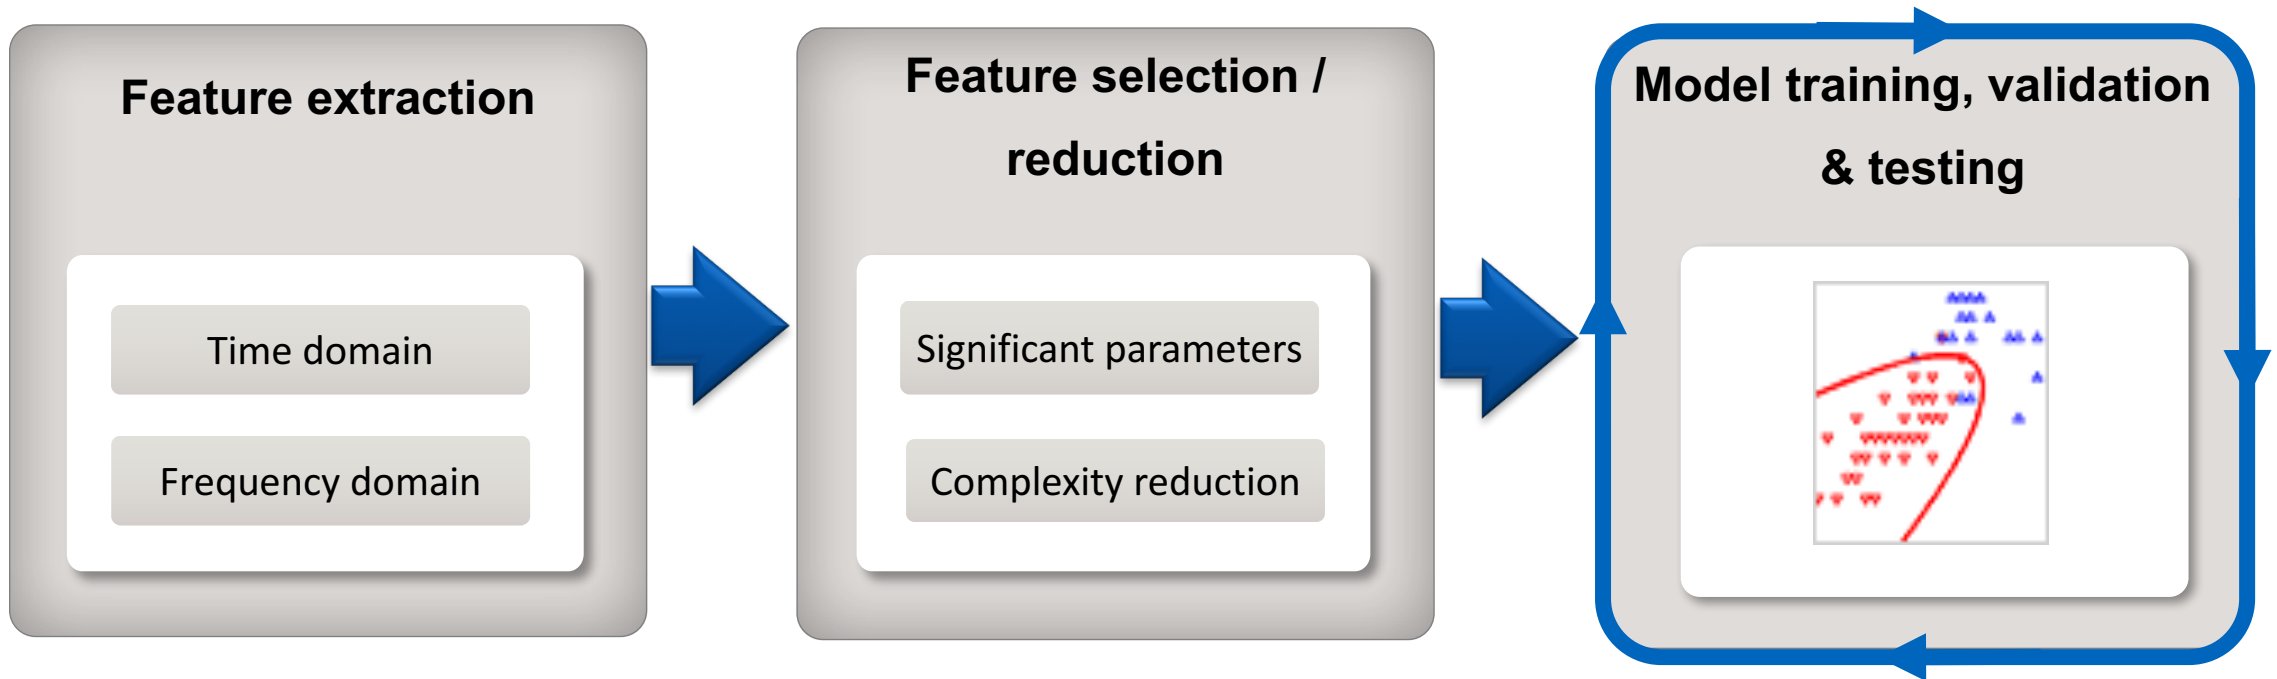 Feature extraction
Time domain
Frequency domain
Feature selection /
reduction
Significant parameters
Complexity reduction
Model training, validation
& testing